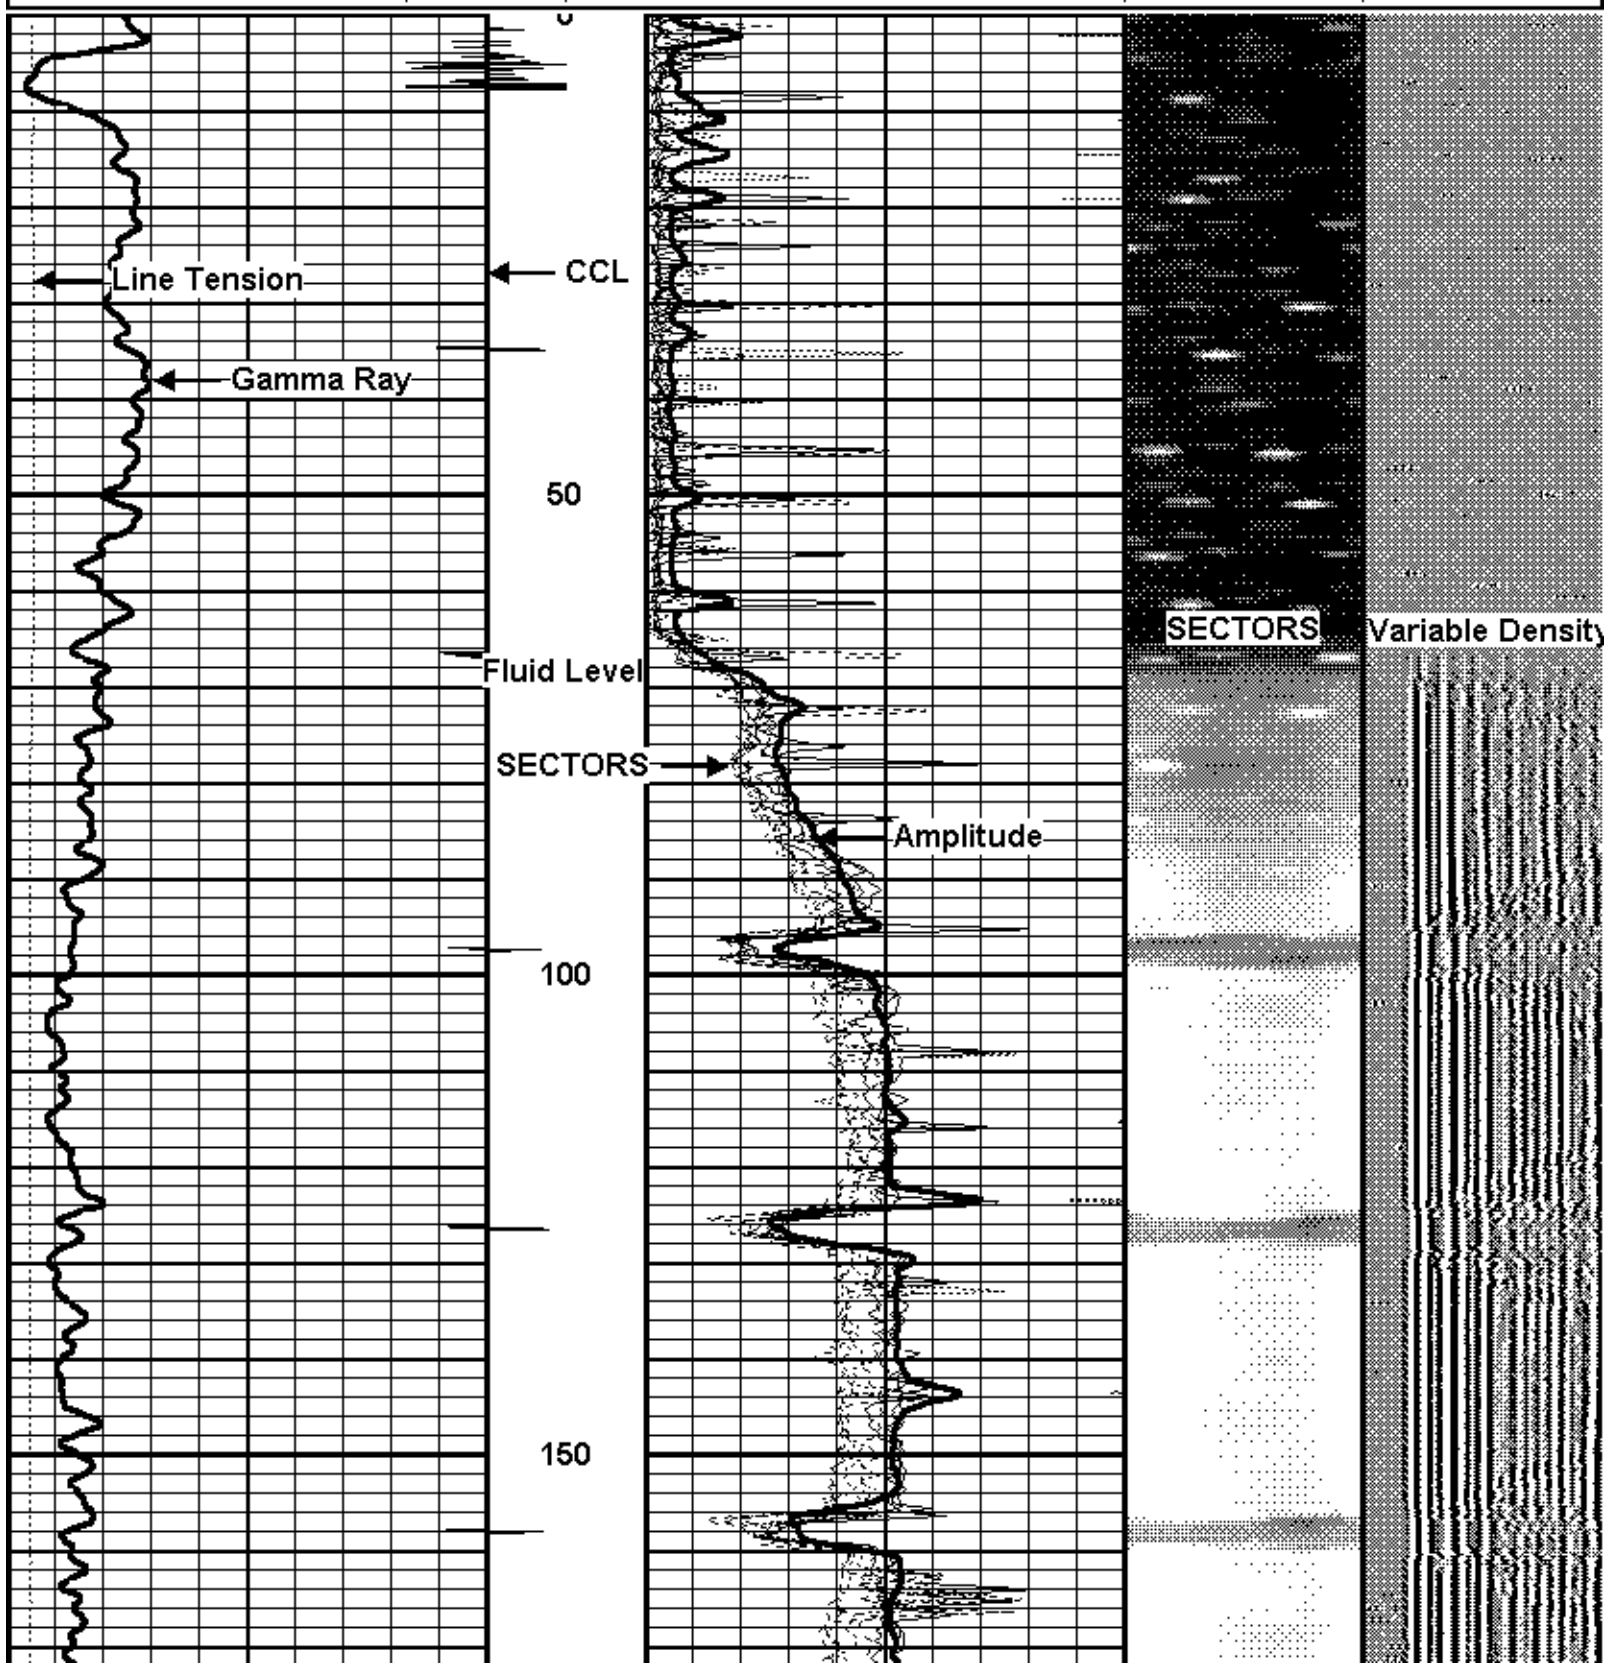 CCL
Line Tension
Gamma Ray
50
SECTORS
Variable Density
Fluid Level
SECTORS
Amplitude
100
150